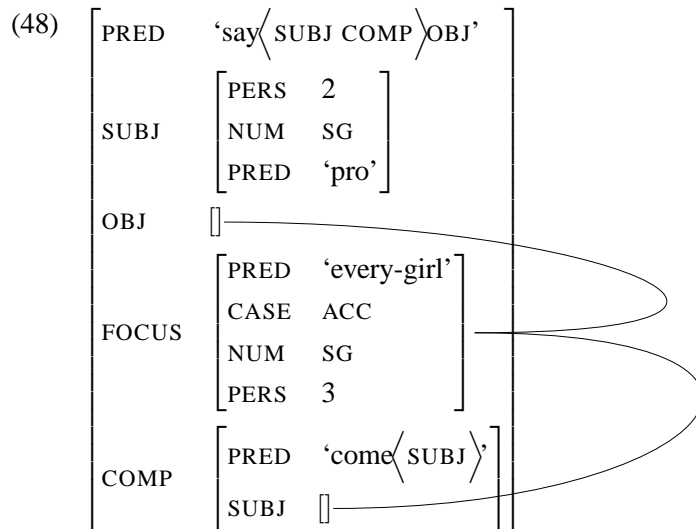 (48)
PRED ‘say⟨SUBJ COMP⟩OBJ’
PERS 2
SUBJ NUM SG
PRED ‘pro’
OBJ []
PRED ‘every-girl’
CASE ACC
FOCUS
NUM SG
PERS 3
PRED ‘come⟨SUBJ⟩’
COMP
SUBJ []